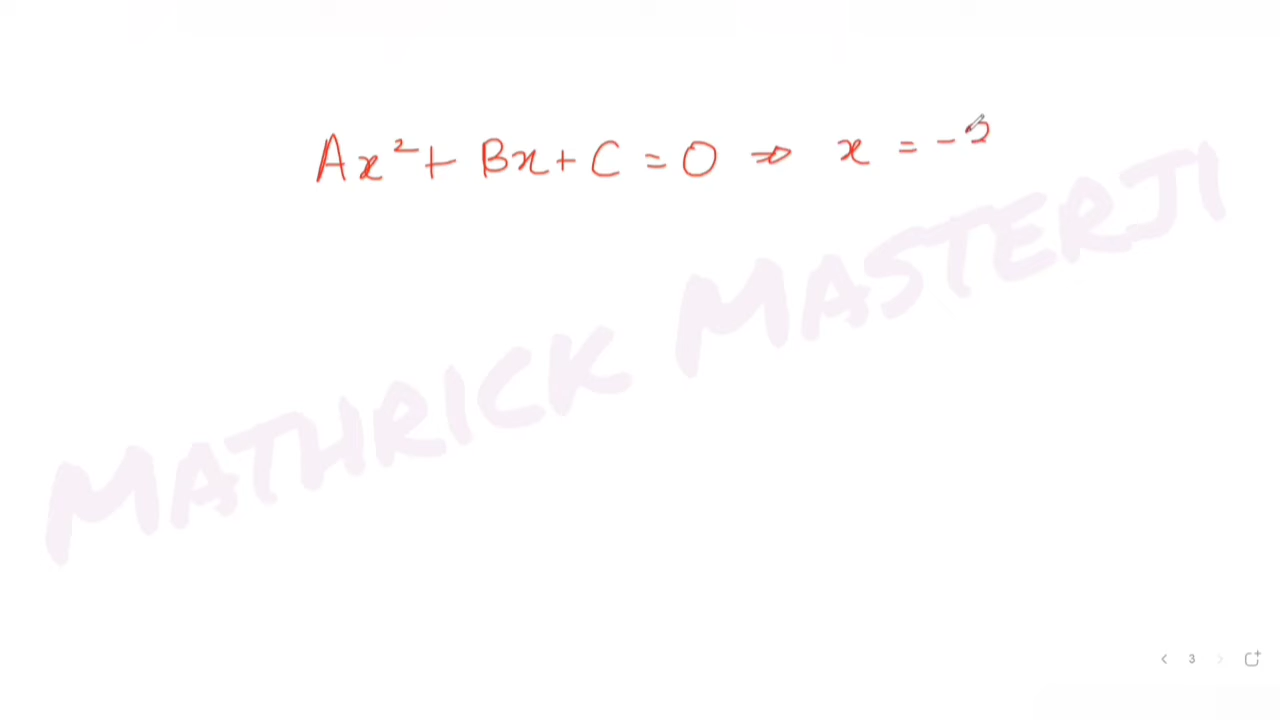 Ax² + Bx + C = 0 ⇒ x = -
MATHRICK MASTERJI
3